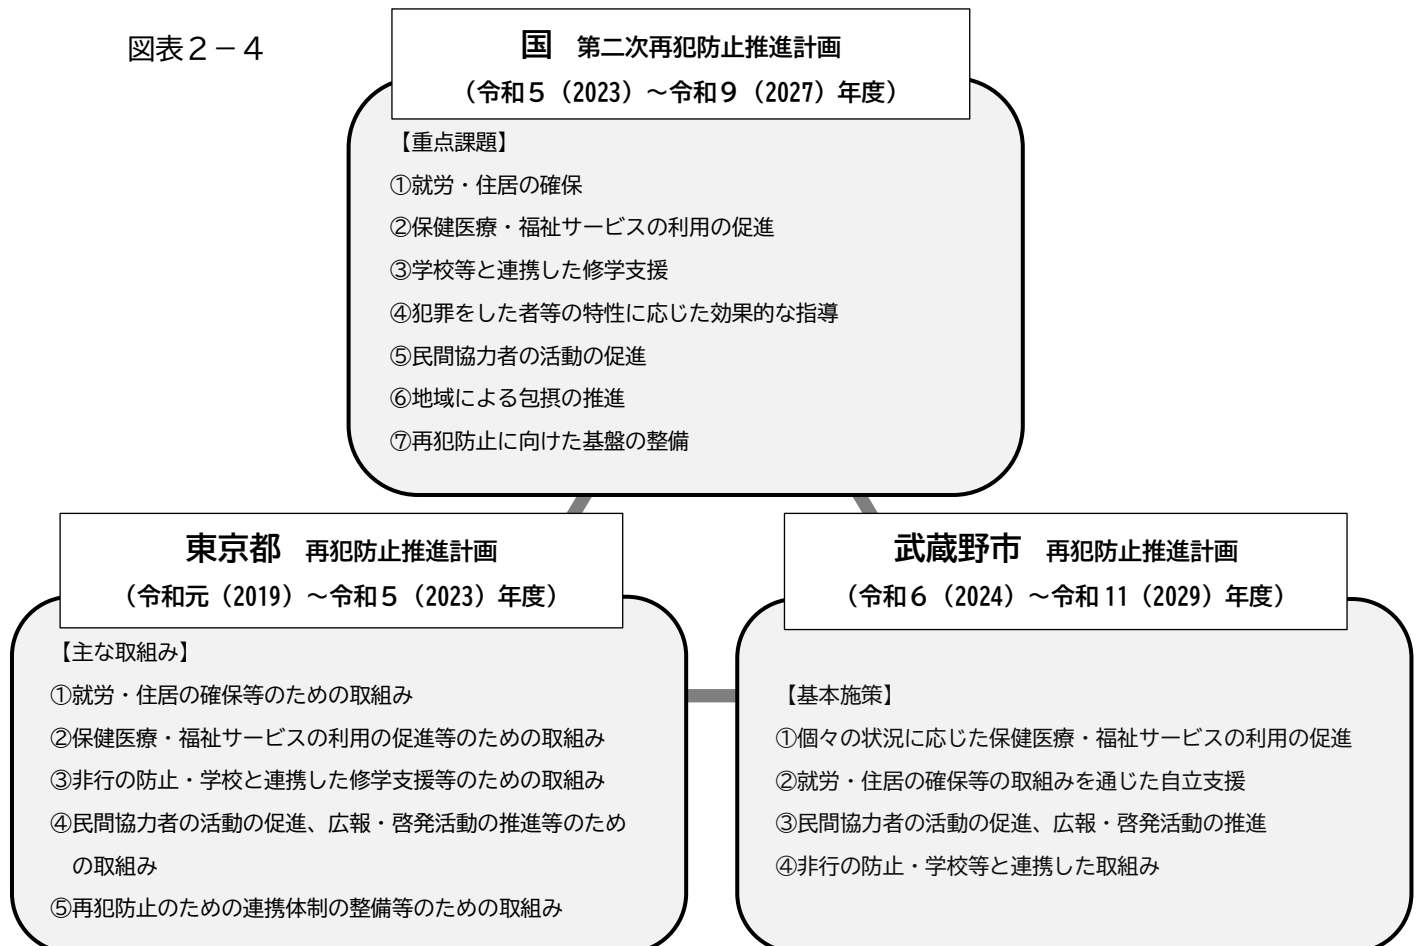 図表２－４
国　第二次再犯防止推進計画
（令和５（2023）～令和９（2027）年度）
【重点課題】
①就労・住居の確保
②保健医療・福祉サービスの利用の促進
③学校等と連携した修学支援
④犯罪をした者等の特性に応じた効果的な指導
⑤民間協力者の活動の促進
⑥地域による包摂の推進
⑦再犯防止に向けた基盤の整備
東京都　再犯防止推進計画
（令和元（2019）～令和５（2023）年度）
【主な取組み】
①就労・住居の確保等のための取組み
②保健医療・福祉サービスの利用の促進等のための取組み
③非行の防止・学校と連携した修学支援等のための取組み
④民間協力者の活動の促進、広報・啓発活動の推進等のため
の取組み
⑤再犯防止のための連携体制の整備等のための取組み
武蔵野市　再犯防止推進計画
（令和６（2024）～令和11（2029）年度）
【基本施策】
①個々の状況に応じた保健医療・福祉サービスの利用の促進
②就労・住居の確保等の取組みを通じた自立支援
③民間協力者の活動の促進、広報・啓発活動の推進
④非行の防止・学校等と連携した取組み